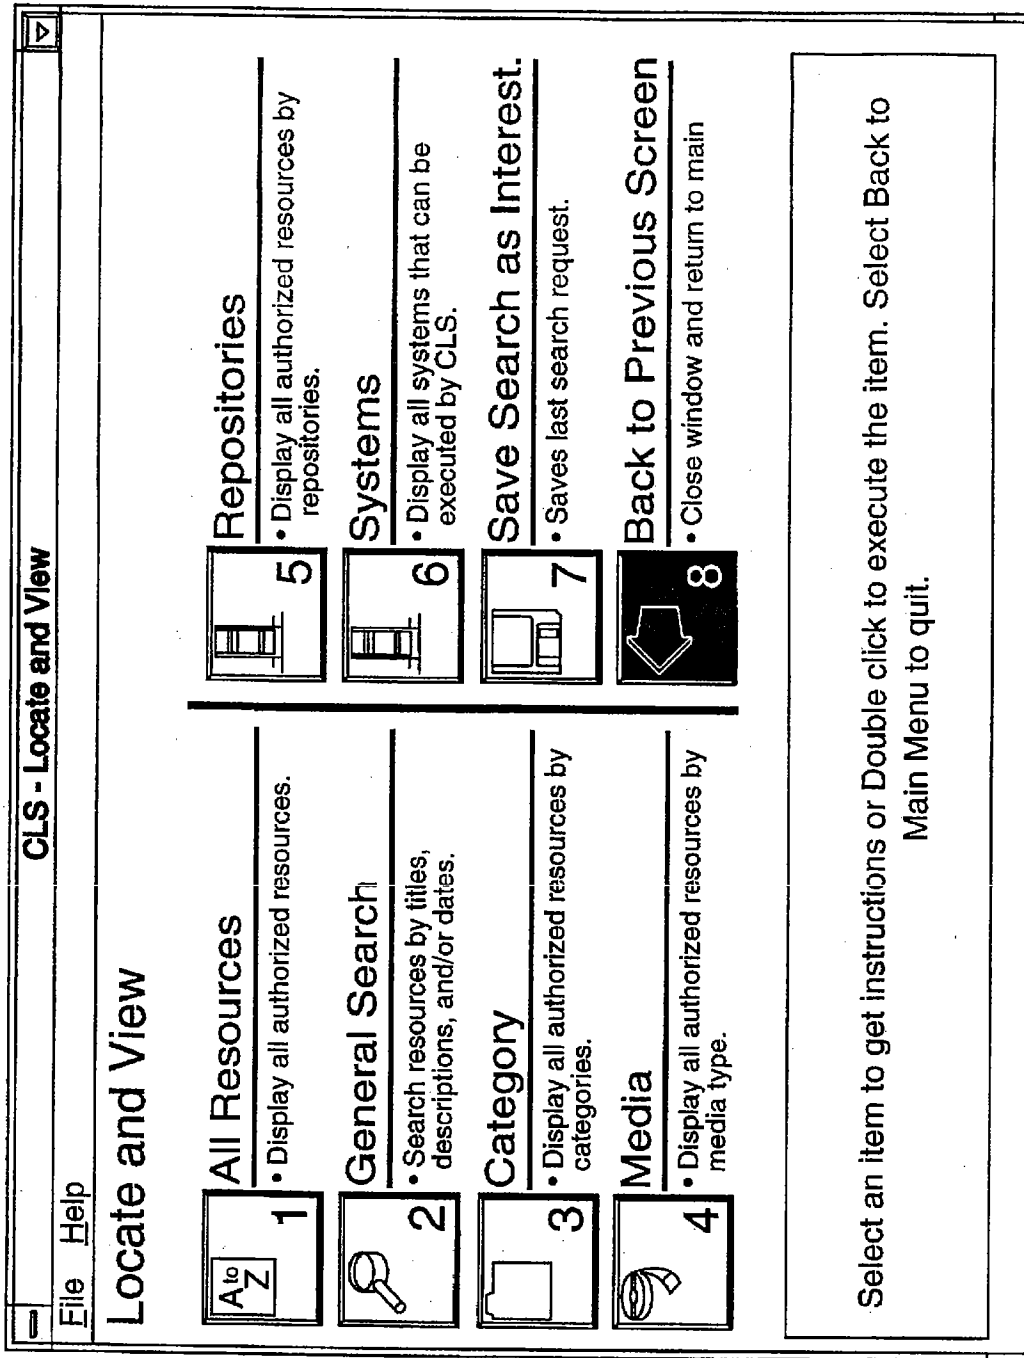 CLS - Locate and View
File Help
Locate and View
A to Z
1
All Resources
• Display all authorized resources.
2
General Search
• Search resources by titles,
descriptions, and/or dates.
3
Category
• Display all authorized resources by
categories.
4
Media
• Display all authorized resources by
media type.
5
Repositories
• Display all authorized resources by
repositories.
6
Systems
• Display all systems that can be
executed by CLS.
7
Save Search as Interest.
• Saves last search request.
8
Back to Previous Screen
• Close window and return to main
Select an item to get instructions or Double click to execute the item. Select Back to
Main Menu to quit.